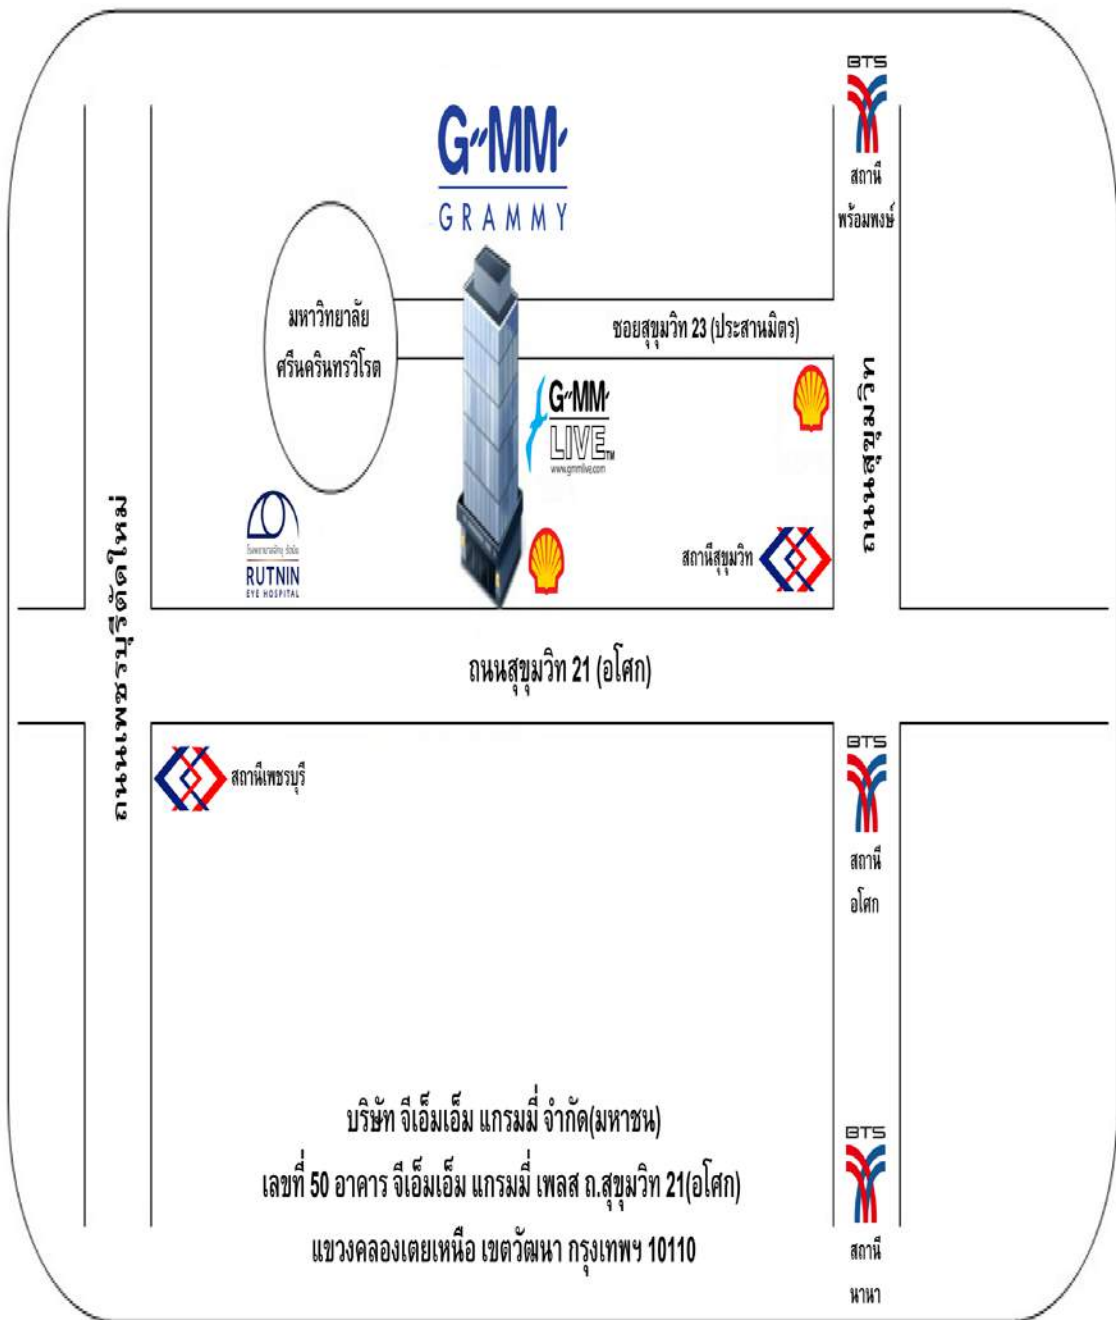 BTS
สถานี
พร้อมพงษ์
G MM
GRAMMY
มหาวิทยาลัย
ศรีนครินทรวิโรต
ซอยสุขุมวิท 23 (ประสานมิตร)
ถนนสุขุมวิท
G MM
LIVE™
www.gmmlive.com
RUTNIN
EYE HOSPITAL
สถานีสุขุมวิท
ถนนเพชรบุรีตัดใหม่
ถนนสุขุมวิท 21 (อโศก)
สถานีเพชรบุรี
BTS
สถานี
อโศก
บริษัท จีเอ็มเอ็ม แกรมมี่ จำกัด(มหาชน)
เลขที่ 50 อาคาร จีเอ็มเอ็ม แกรมมี่ เพลส ถ.สุขุมวิท 21(อโศก)
แขวงคลองเตยเหนือ เขตวัฒนา กรุงเทพฯ 10110
BTS
สถานี
นานา